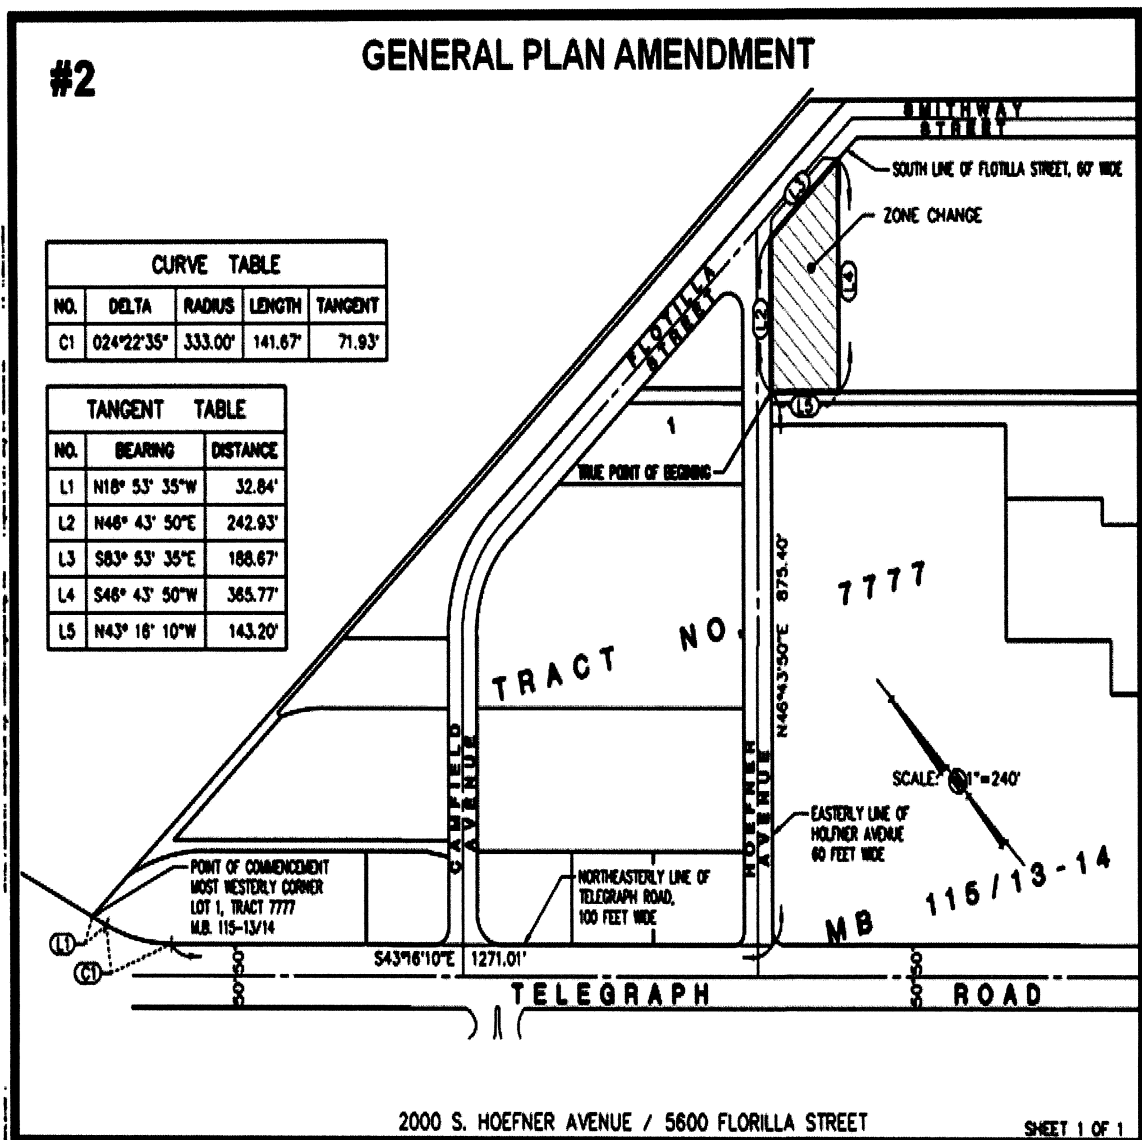 #2
GENERAL PLAN AMENDMENT
SMITHWAY
STREET
SOUTH LINE OF FLOTILLA STREET, 60' WIDE
L3
ZONE CHANGE
CURVE TABLE
NO. DELTA RADIUS LENGTH TANGENT
C1 024°22'35" 333.00' 141.67' 71.93'
FLOTILLA
STREET
L4
L2
TANGENT TABLE
NO. BEARING DISTANCE
L1 N18° 53' 35"W 32.84'
L2 N46° 43' 50"E 242.93'
L3 S83° 53' 35"E 188.67'
L4 S46° 43' 50"W 365.77'
L5 N43° 16' 10"W 143.20'
L5
1
TRUE POINT OF BEGINING
N46°43'50"E 875.40'
TRACT NO. 7777
CAMFIELD
AVENUE
HOEFNER
AVENUE
SCALE: 1"=240'
EASTERLY LINE OF
HOLFNER AVENUE
60 FEET WIDE
POINT OF COMMENCEMENT
MOST WESTERLY CORNER
LOT 1, TRACT 7777
M.B. 115-13/14
NORTHEASTERLY LINE OF
TELEGRAPH ROAD,
100 FEET WIDE
MB 115/13-14
L1
C1
S43°16'10"E 1271.01'
50' 50'
50' 50'
TELEGRAPH ROAD
2000 S. HOEFNER AVENUE / 5600 FLORILLA STREET
SHEET 1 OF 1